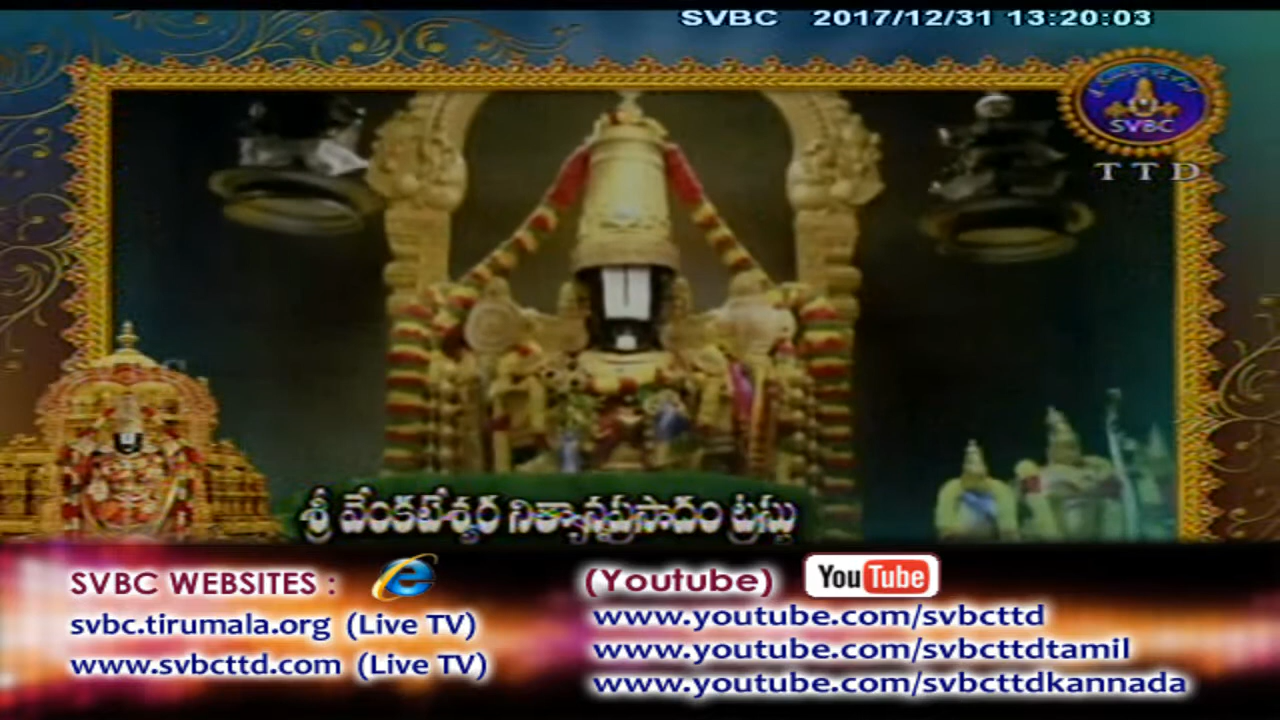 SVBC 2017/12/31 13:20:03
SVBC
TTD
శ్రీ వేంకటేశ్వర నిత్యాన్నప్రసాదం ట్రస్టు
SVBC WEBSITES :
svbc.tirumala.org (Live TV)
www.svbcttd.com (Live TV)
(Youtube) YouTube
www.youtube.com/svbcttd
www.youtube.com/svbcttdtamil
www.youtube.com/svbcttdkannada